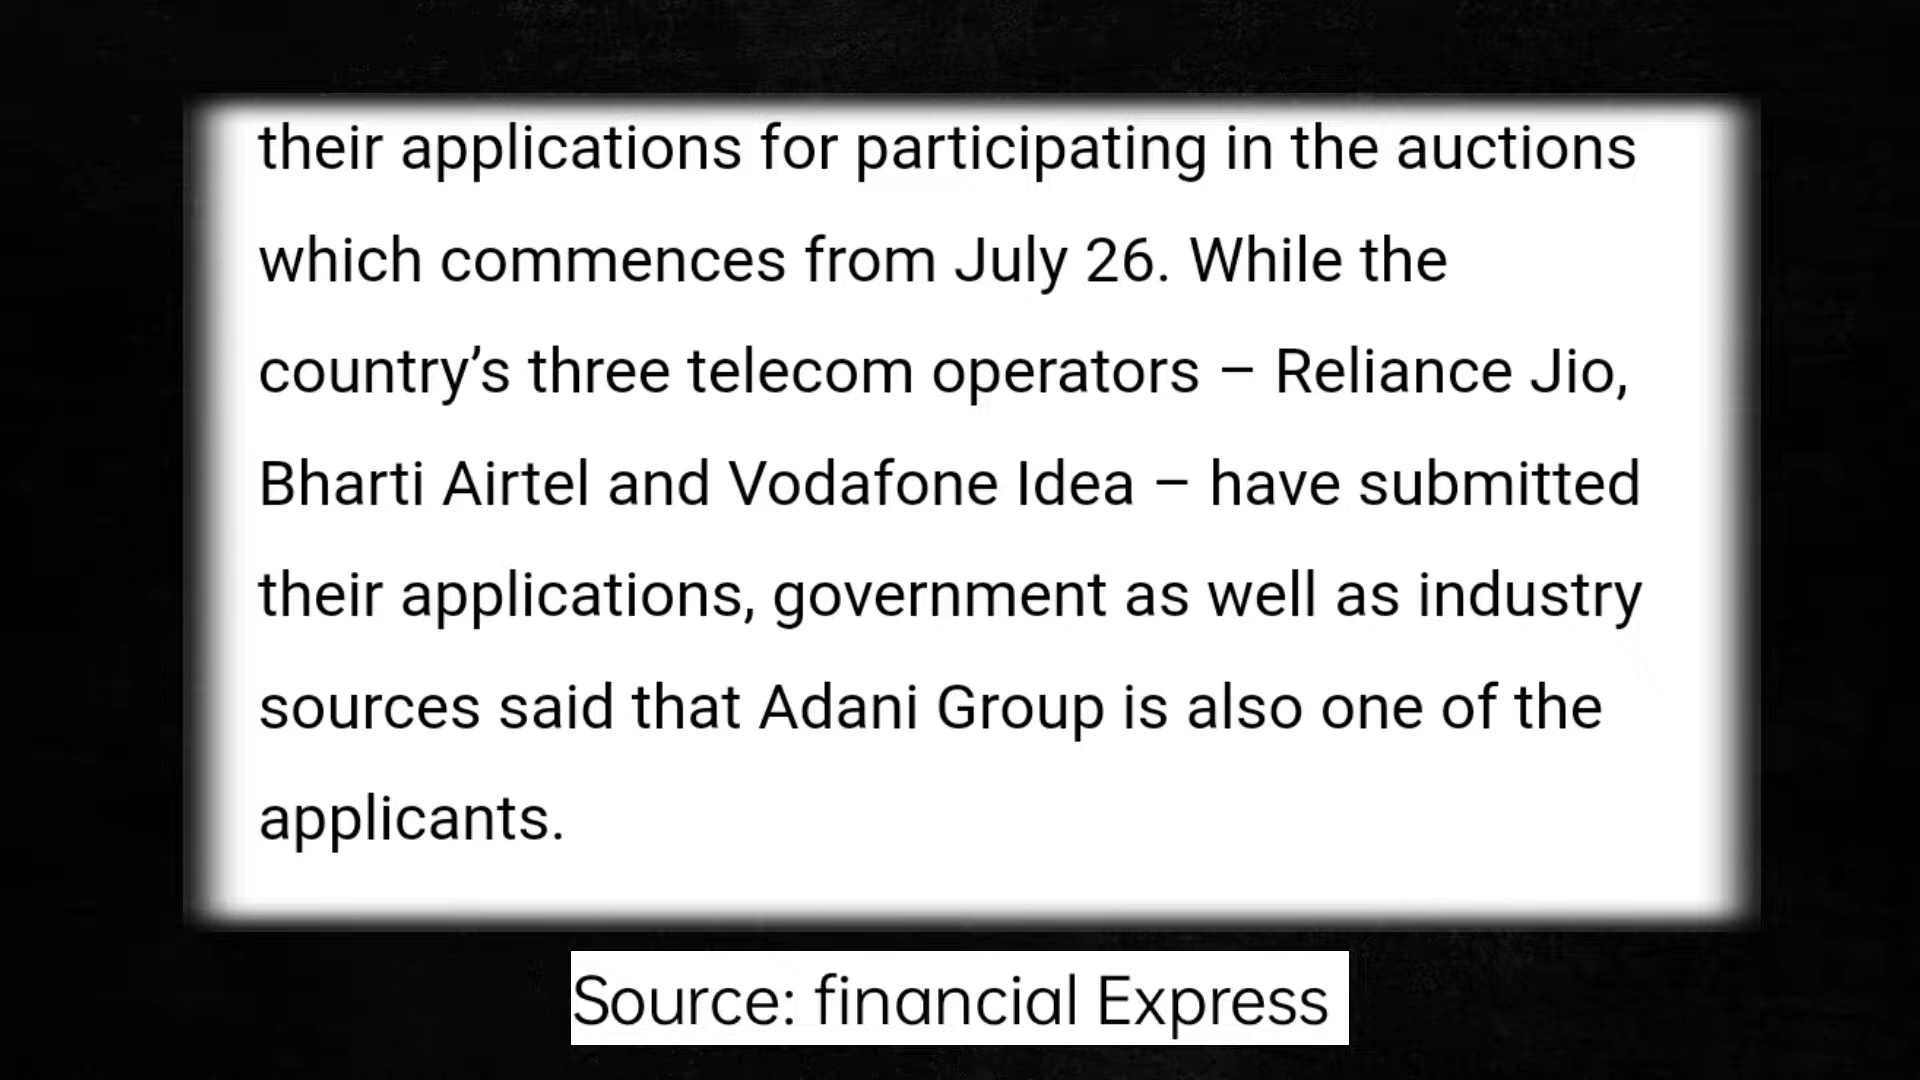 their applications for participating in the auctions
which commences from July 26. While the
country’s three telecom operators – Reliance Jio,
Bharti Airtel and Vodafone Idea – have submitted
their applications, government as well as industry
sources said that Adani Group is also one of the
applicants.
Source: financial Express